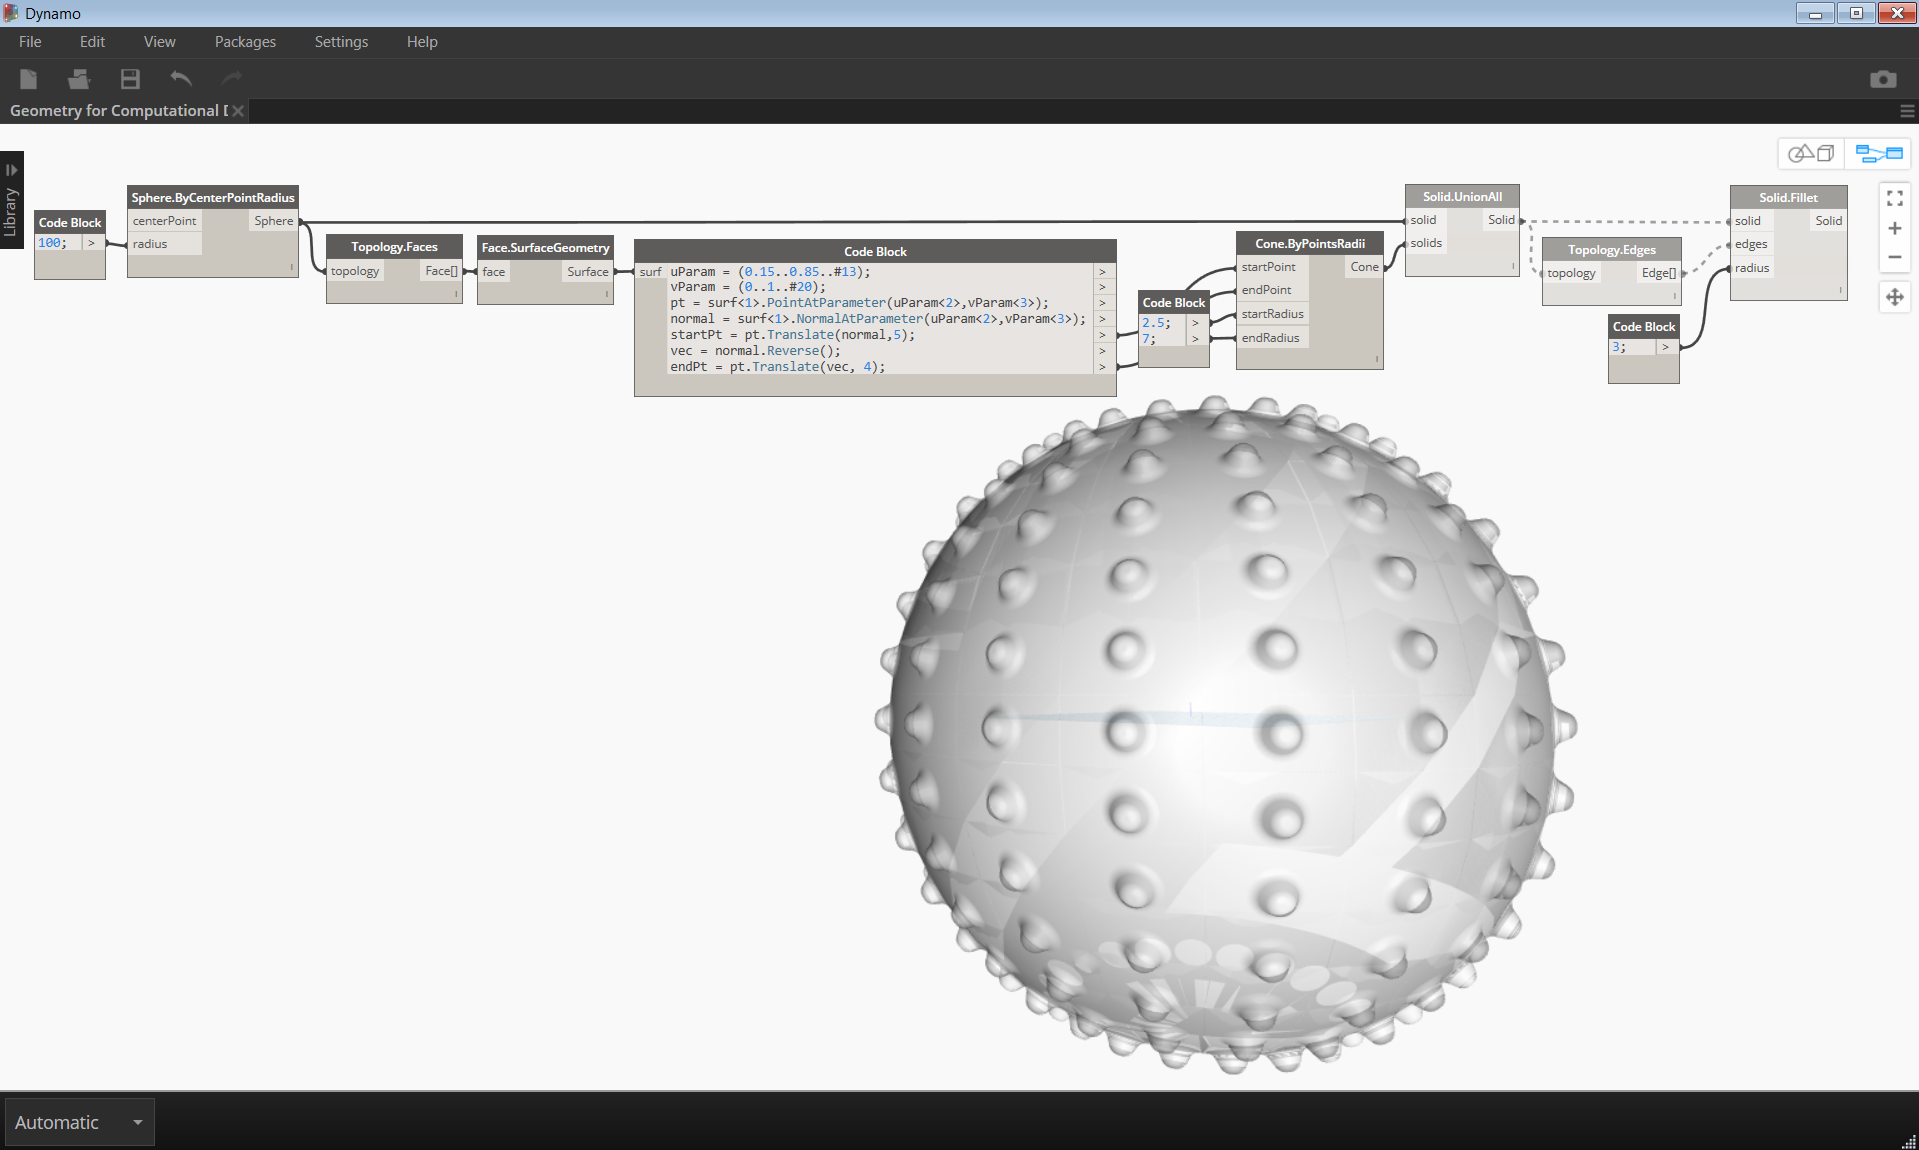 Dynamo
File Edit View Packages Settings Help
Geometry for Computational D
Library
Code Block
100; >
Sphere.ByCenterPointRadius
centerPoint Sphere
radius
Topology.Faces
topology Face[]
Face.SurfaceGeometry
face Surface
Code Block
surf uParam = (0.15..0.85..#13); >
vParam = (0..1..#20); >
pt = surf<1>.PointAtParameter(uParam<2>,vParam<3>); >
normal = surf<1>.NormalAtParameter(uParam<2>,vParam<3>); >
startPt = pt.Translate(normal,5); >
vec = normal.Reverse(); >
endPt = pt.Translate(vec, 4); >
Code Block
2.5; >
7; >
Cone.ByPointsRadii
startPoint Cone
endPoint
startRadius
endRadius
Solid.UnionAll
solid Solid
solids
Topology.Edges
topology Edge[]
Code Block
3; >
Solid.Fillet
solid Solid
edges
radius
Automatic